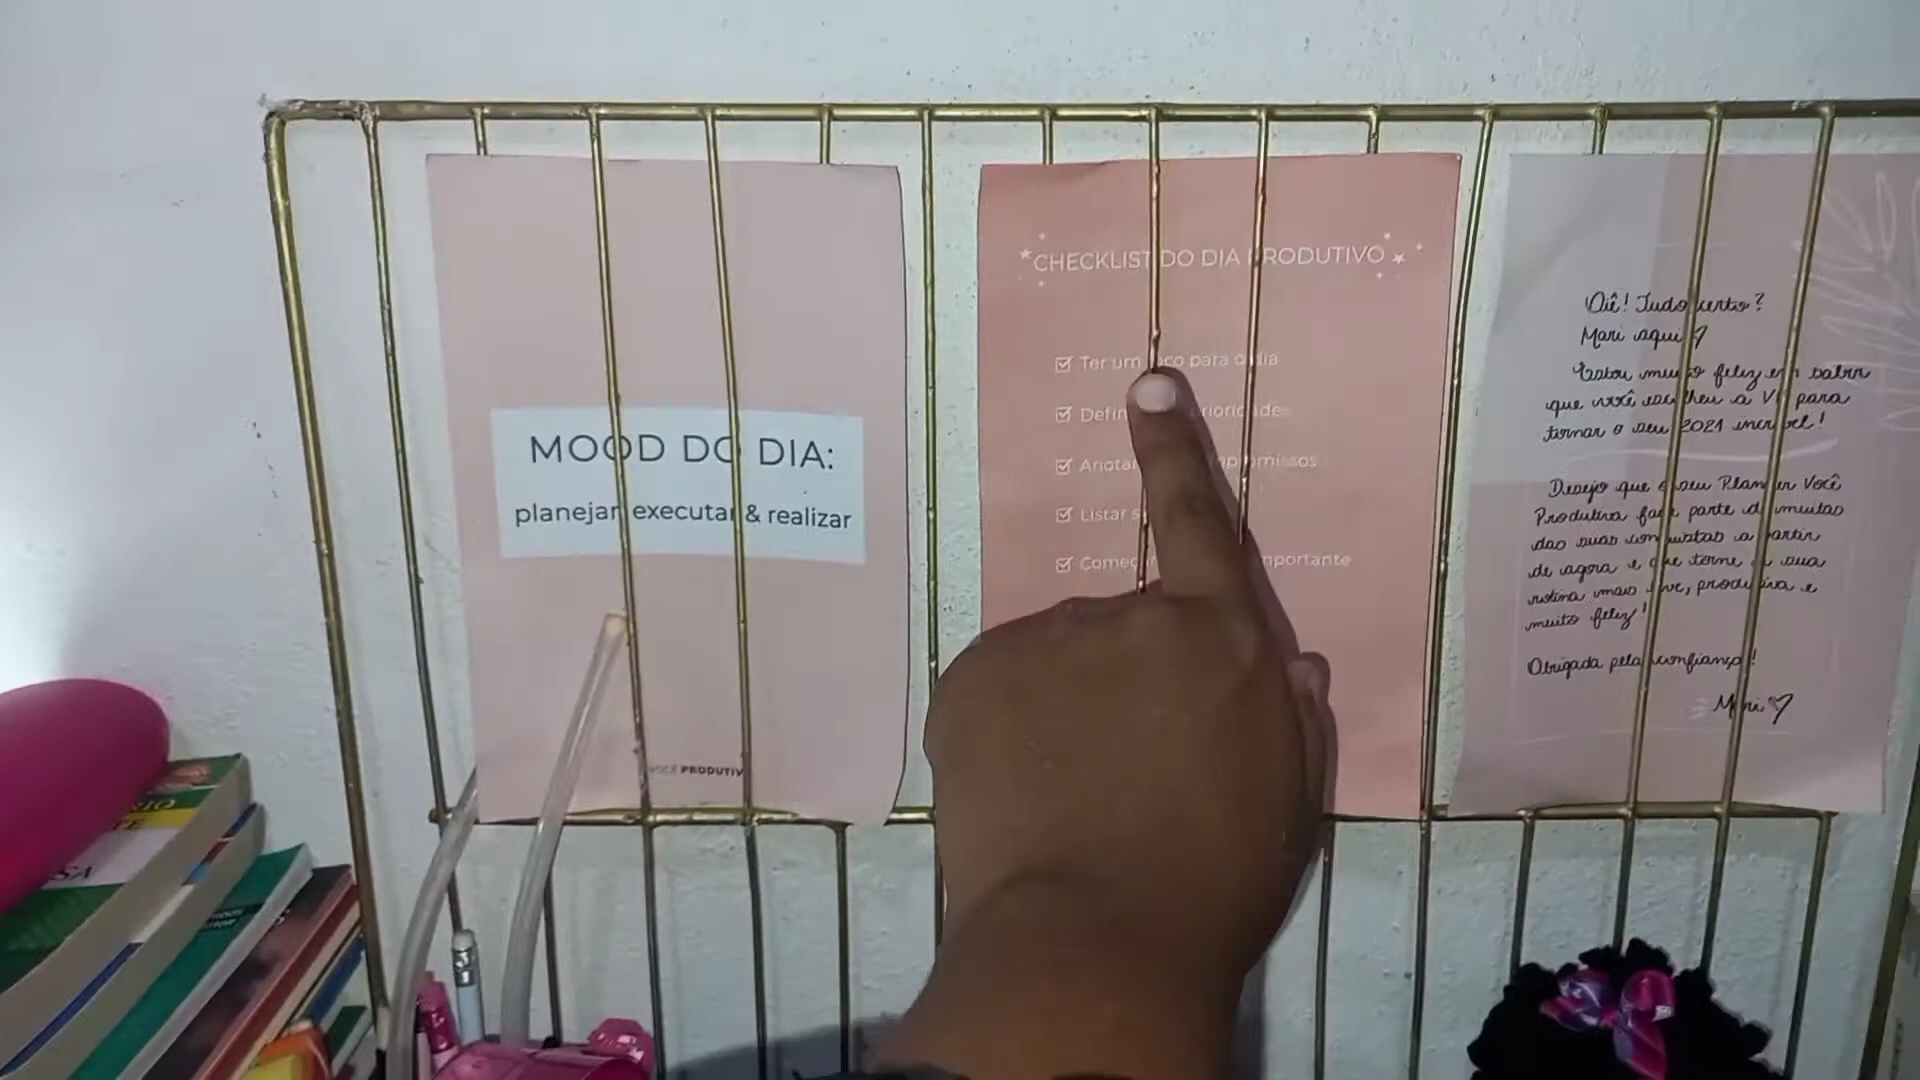 MOOD DO DIA:
planejar, executar & realizar
VOCÊ PRODUTIVA
*CHECKLIST DO DIA PRODUTIVO
Ter um foco para o dia
Defin prioridades
Anotar compromissos
Listar
Começar importante
Oiê! Tudo certo?
Mari aqui
Estou muito feliz em saber
que você escolheu a VP para
tornar o seu 2021 incrível!
Desejo que o seu Planner Você
Produtiva faça parte de muitas
das suas conquistas a partir
de agora e que torne a sua
rotina mais leve, produtiva e
muito feliz!
Obrigada pela confiança!
Mari